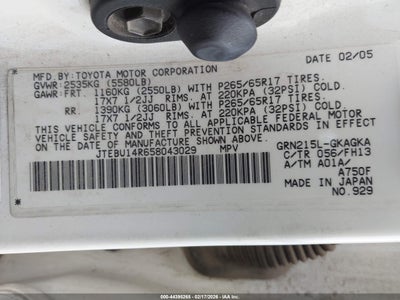 MFD. BY: TOYOTA MOTOR CORPORATION DATE 02/05
GVWR: 2535KG (5580LB)
GAWR: FRT. 1160KG (2550LB) WITH P265/65R17 TIRES.
17X7 1/2JJ RIMS. AT 220KPA (32PSI) COLD.
RR. 1390KG (3060LB) WITH P265/65R17 TIRES.
17X7 1/2JJ RIMS. AT 220KPA (32PSI) COLD.
THIS VEHICLE CONFORMS TO ALL APPLICABLE FEDERAL MOTOR
VEHICLE SAFETY AND THEFT PREVENTION STANDARDS IN EFFECT
ON THE DATE OF MANUFACTURE SHOWN ABOVE.
JTEBU14R658043029 MPV
GRN215L-GKAGKA
C/TR 056/FH13
A/TM A01A/
A750F
MADE IN JAPAN
NO.929
000-44395265 02/17/2026 © IAA, Inc.